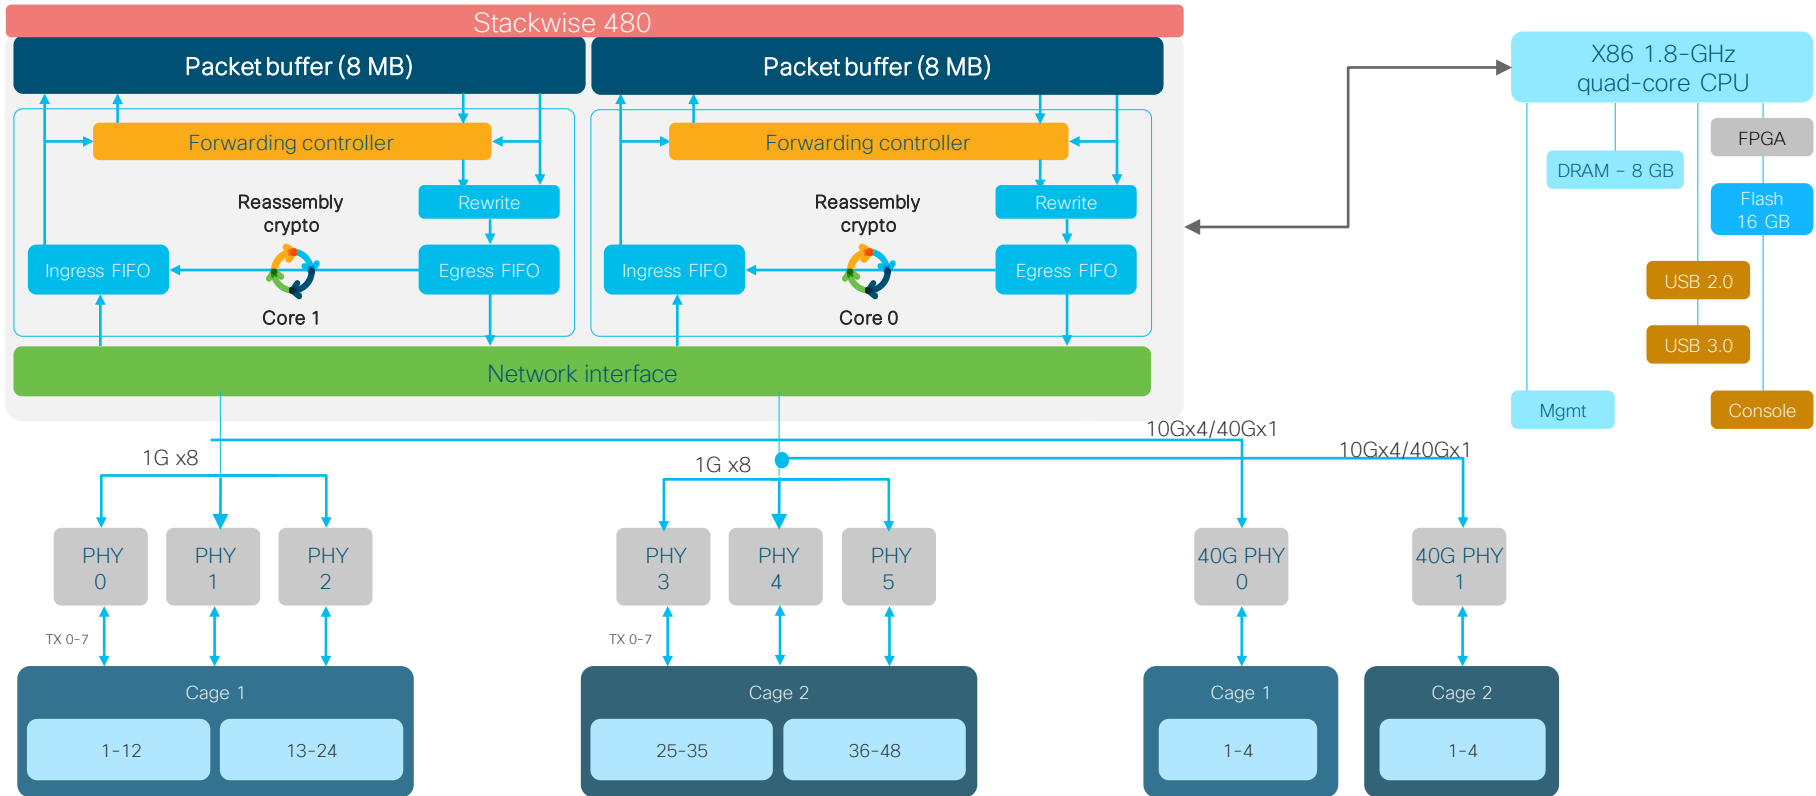 Stackwise 480
Packet buffer (8 MB)
Packet buffer (8 MB)
Forwarding controller
Forwarding controller
Reassembly
crypto
Rewrite
Reassembly
crypto
Rewrite
Ingress FIFO
Egress FIFO
Ingress FIFO
Egress FIFO
Core 1
Core 0
Network interface
X86 1.8-GHz
quad-core CPU
FPGA
DRAM - 8 GB
Flash
16 GB
USB 2.0
USB 3.0
Mgmt
Console
10Gx4/40Gx1
10Gx4/40Gx1
1G x8
1G x8
PHY
0
PHY
1
PHY
2
PHY
3
PHY
4
PHY
5
40G PHY
0
40G PHY
1
TX 0-7
TX 0-7
Cage 1
1-12
13-24
Cage 2
25-35
36-48
Cage 1
1-4
Cage 2
1-4